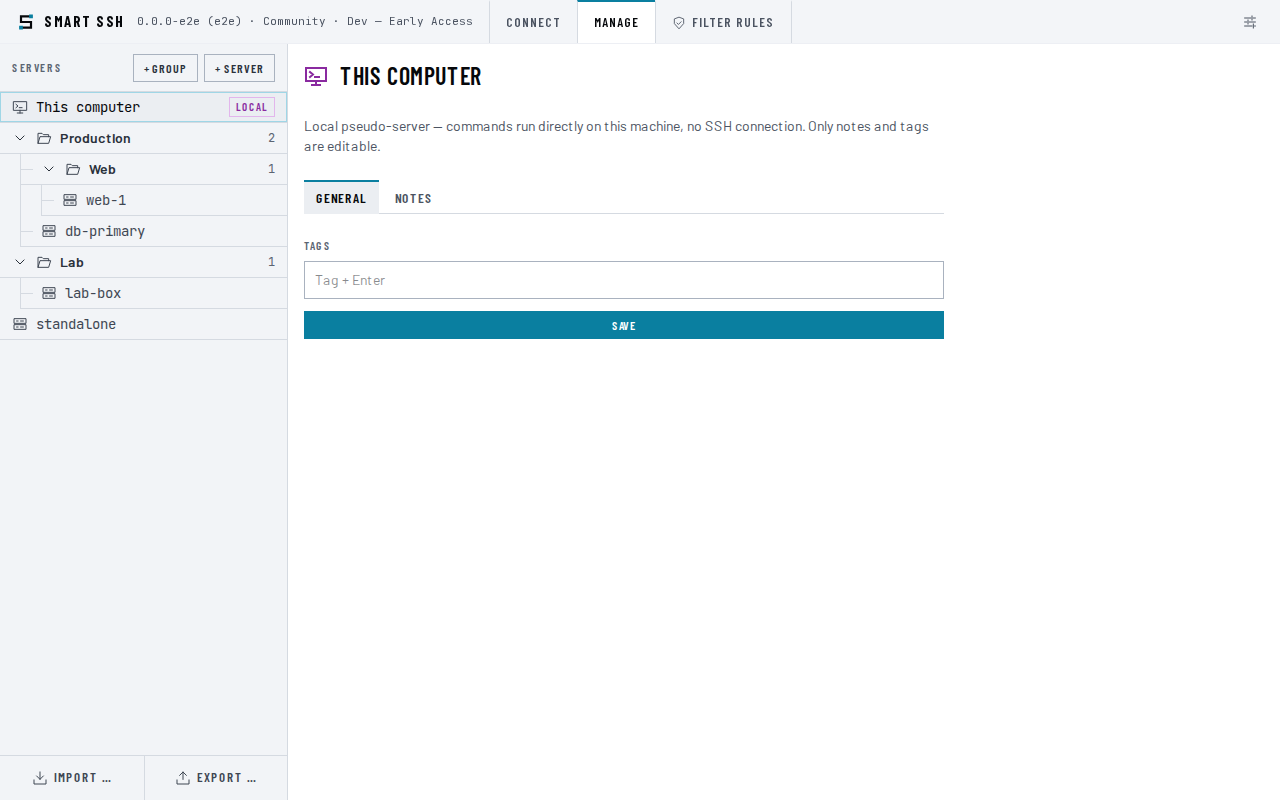 SMART SSH 0.0.0-e2e (e2e) · Community · Dev — Early Access CONNECT MANAGE FILTER RULES
SERVERS +GROUP +SERVER
This computer LOCAL
Production 2
Web 1
web-1
db-primary
Lab 1
lab-box
standalone
IMPORT … EXPORT …
THIS COMPUTER
Local pseudo-server — commands run directly on this machine, no SSH connection. Only notes and tags
are editable.
GENERAL NOTES
TAGS
Tag + Enter
SAVE